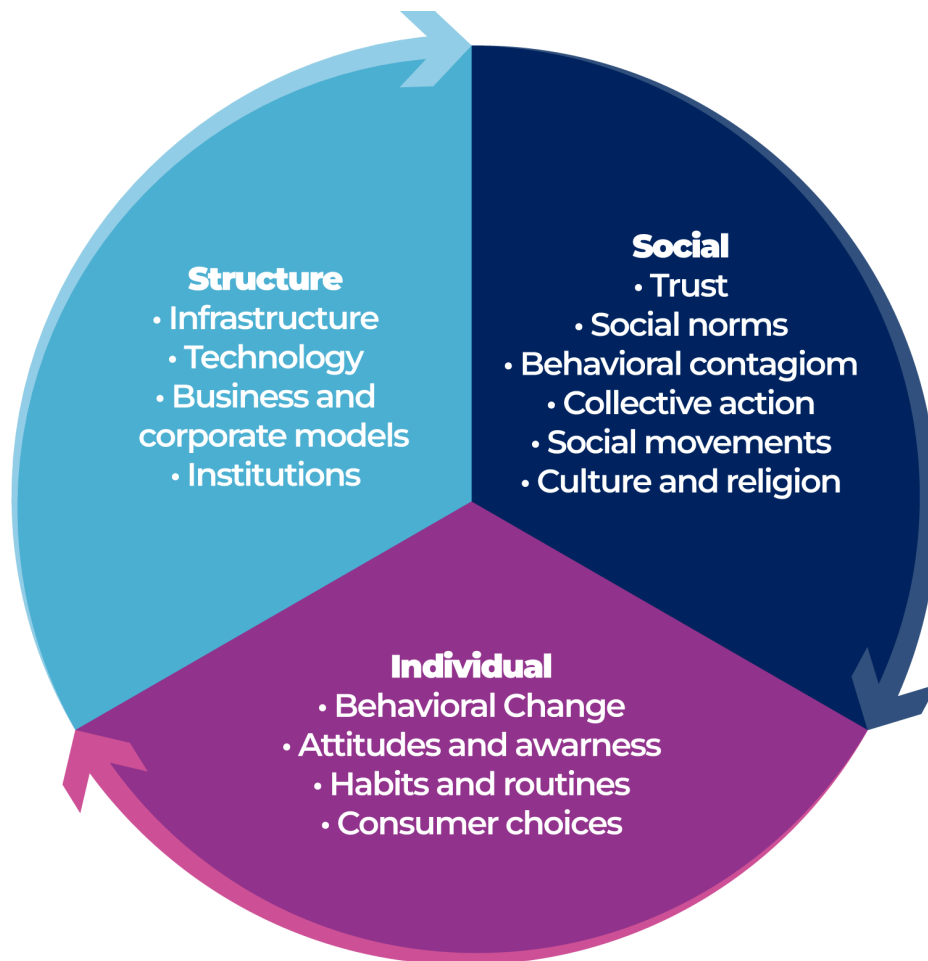 Structure
• Infrastructure
• Technology
• Business and
corporate models
• Institutions
Social
• Trust
• Social norms
• Behavioral contagiom
• Collective action
• Social movements
• Culture and religion
Individual
• Behavioral Change
• Attitudes and awarness
• Habits and routines
• Consumer choices